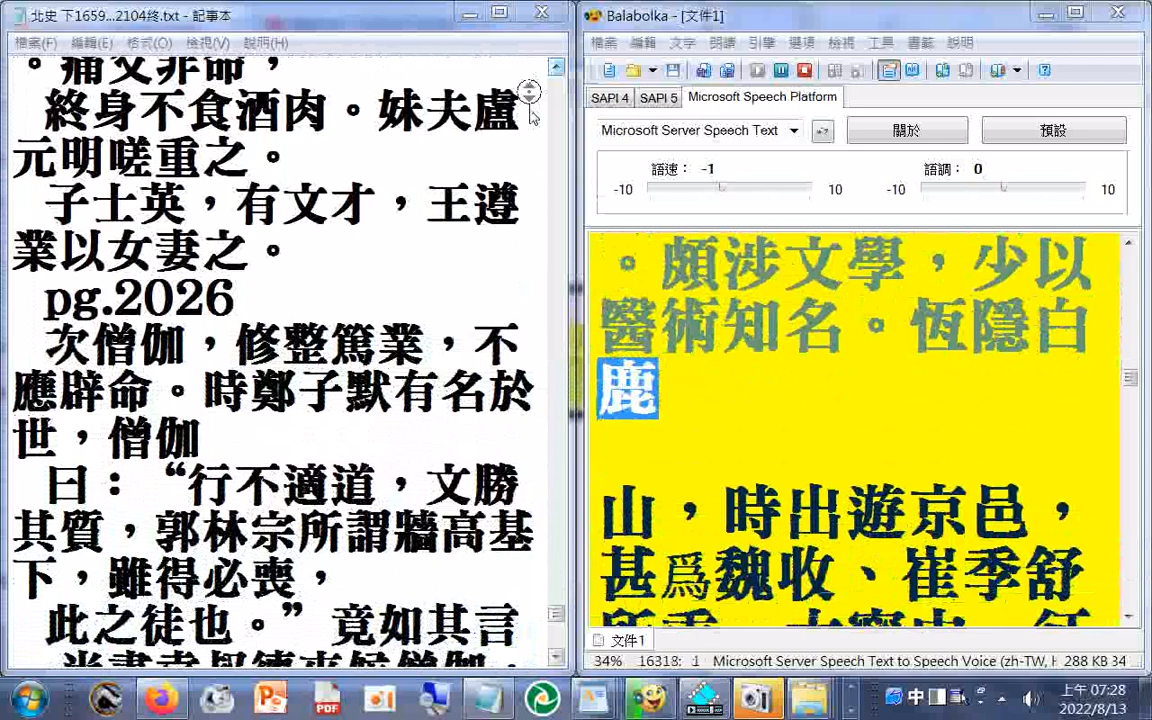 北史 下1659...2104終.txt - 記事本
檔案(F) 編輯(E) 格式(O) 檢視(V) 說明(H)
。痛父非命，
終身不食酒肉。妹夫盧
元明嗟重之。
子士英，有文才，王遵
業以女妻之。
pg.2026
次僧伽，修整篤業，不
應辟命。時鄭子默有名於
世，僧伽
曰：“行不適道，文勝
其質，郭林宗所謂牆高基
下，雖得必喪，
此之徒也。”竟如其言
Balabolka - [文件1]
檔案 編輯 文字 朗讀 引擎 選項 檢視 工具 書籤 說明
SAPI 4 SAPI 5 Microsoft Speech Platform
Microsoft Server Speech Text 關於 預設
語速： -1 語調： 0
-10 10 -10 10
。頗涉文學，少以
醫術知名。恆隱白
鹿
山，時出遊京邑，
甚爲魏收、崔季舒
文件1
34% 16318: 1 Microsoft Server Speech Text to Speech Voice (zh-TW, H 288 KB 34
PDF
中
上午 07:28
2022/8/13